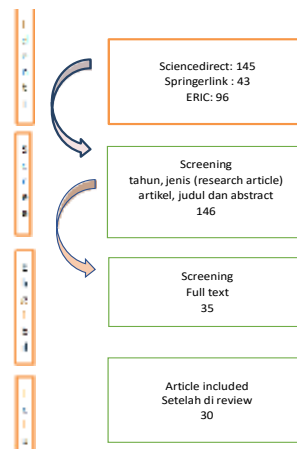 Sciencedirect: 145
Springerlink : 43
ERIC: 96
Screening
tahun, jenis (research article)
artikel, judul dan abstract
146
Screening
Full text
35
Article included
Setelah di review
30